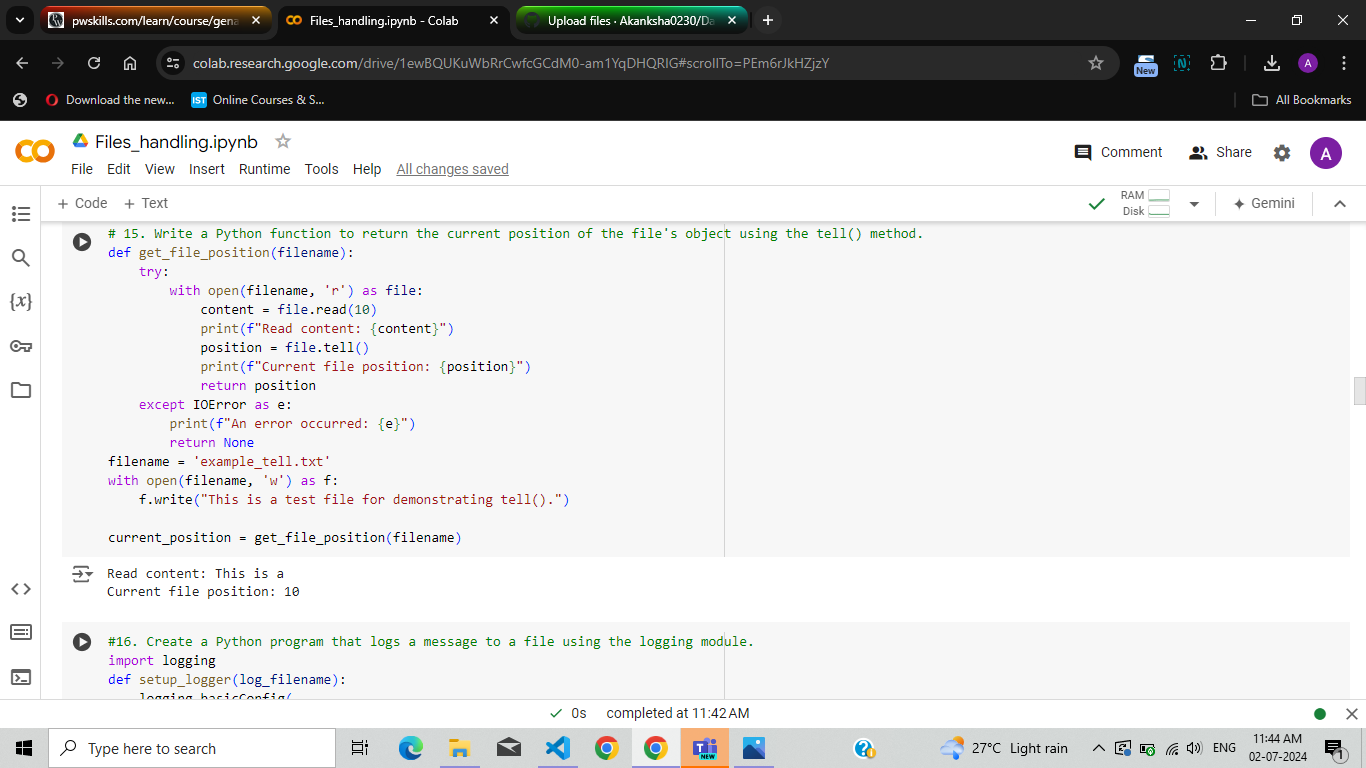 pwskills.com/learn/course/gena
Files_handling.ipynb - Colab
Upload files · Akanksha0230/Da
colab.research.google.com/drive/1ewBQUKuWbRrCwfcGCdM0-am1YqDHQRIG#scrollTo=PEm6rJkHZjzY
New
A
Download the new...
IST
Online Courses & S...
All Bookmarks
Files_handling.ipynb
File Edit View Insert Runtime Tools Help All changes saved
Comment
Share
A
+ Code + Text
RAM
Disk
Gemini
# 15. Write a Python function to return the current position of the file's object using the tell() method.
def get_file_position(filename):
    try:
        with open(filename, 'r') as file:
            content = file.read(10)
            print(f"Read content: {content}")
            position = file.tell()
            print(f"Current file position: {position}")
            return position
    except IOError as e:
        print(f"An error occurred: {e}")
        return None
filename = 'example_tell.txt'
with open(filename, 'w') as f:
    f.write("This is a test file for demonstrating tell().")
current_position = get_file_position(filename)
Read content: This is a
Current file position: 10
#16. Create a Python program that logs a message to a file using the logging module.
import logging
def setup_logger(log_filename):
    logging.basicConfig(
{x}
0s completed at 11:42 AM
Type here to search
NEW
27°C Light rain
ENG
11:44 AM
02-07-2024
1